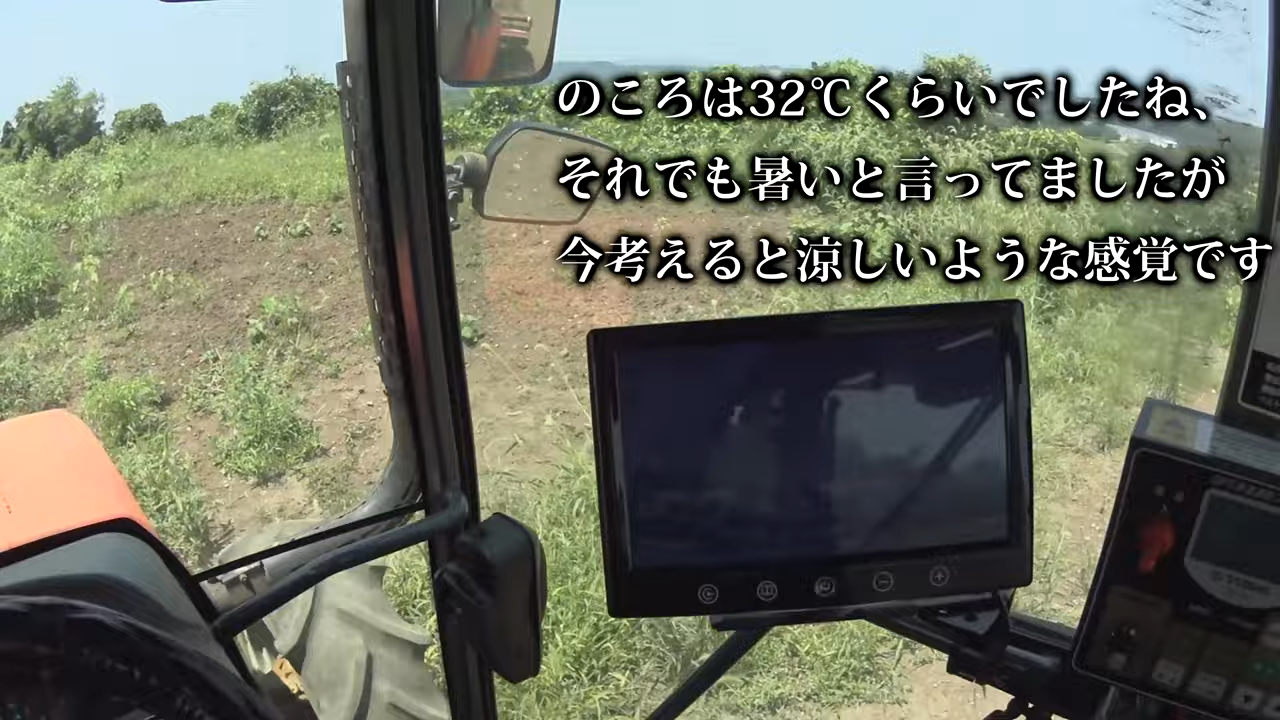 のころは32℃くらいでしたね、
それでも暑いと言ってましたが
今考えると涼しいような感覚です